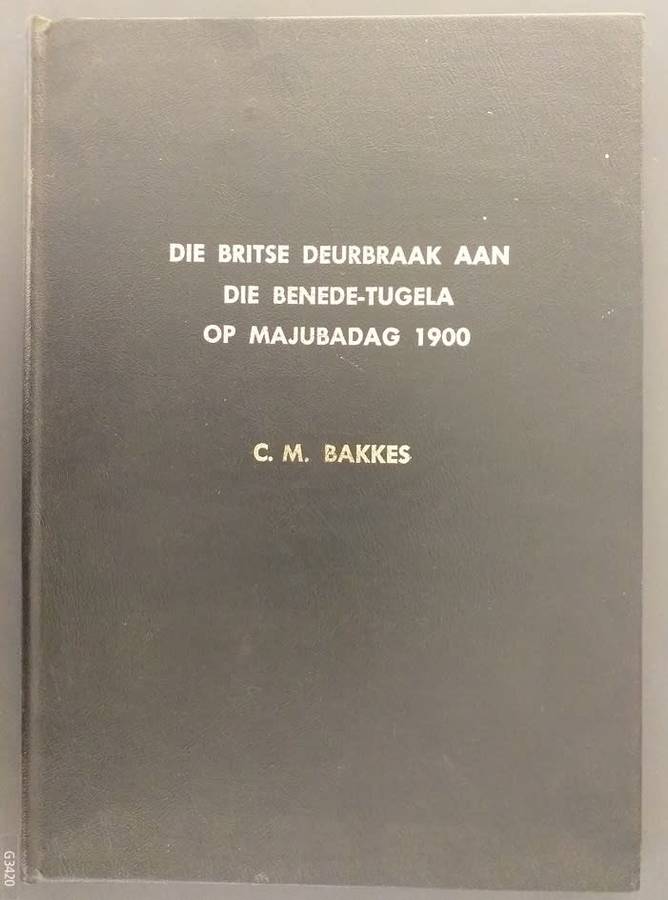 DIE BRITSE DEURBRAAK AAN
DIE BENEDE-TUGELA
OP MAJUBADAG 1900
C. M. BAKKES
G3420